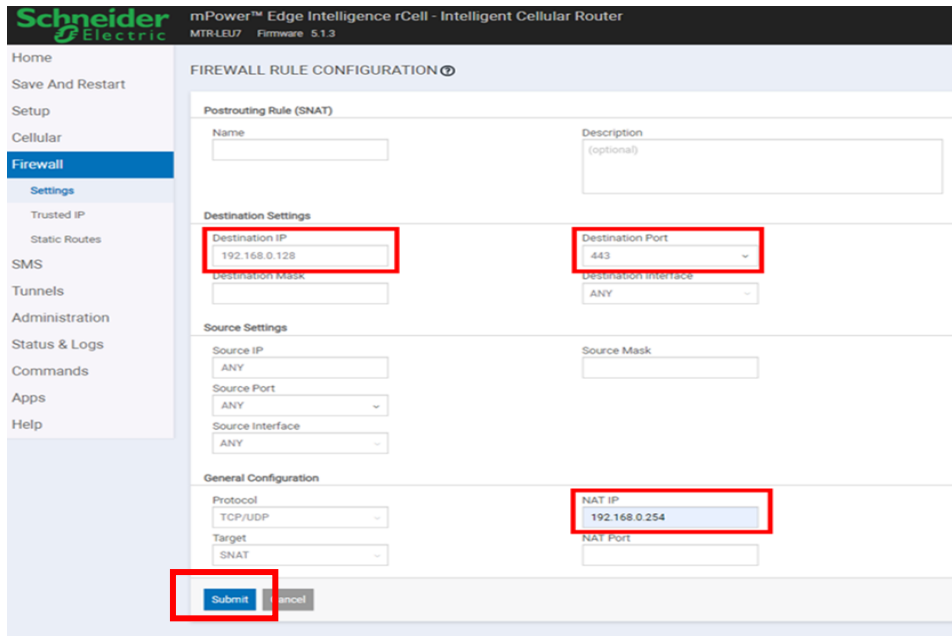 Schneider Electric
mPower™ Edge Intelligence rCell - Intelligent Cellular Router
MTR-LEU7 Firmware 5.1.3
Home
Save And Restart
Setup
Cellular
Firewall
Settings
Trusted IP
Static Routes
SMS
Tunnels
Administration
Status & Logs
Commands
Apps
Help
FIREWALL RULE CONFIGURATION
Postrouting Rule (SNAT)
Name
Description
(optional)
Destination Settings
Destination IP
192.168.0.128
Destination Port
443
Destination Mask
Destination Interface
ANY
Source Settings
Source IP
ANY
Source Mask
Source Port
ANY
Source Interface
ANY
General Configuration
Protocol
TCP/UDP
NAT IP
192.168.0.254
Target
SNAT
NAT Port
Submit
Cancel